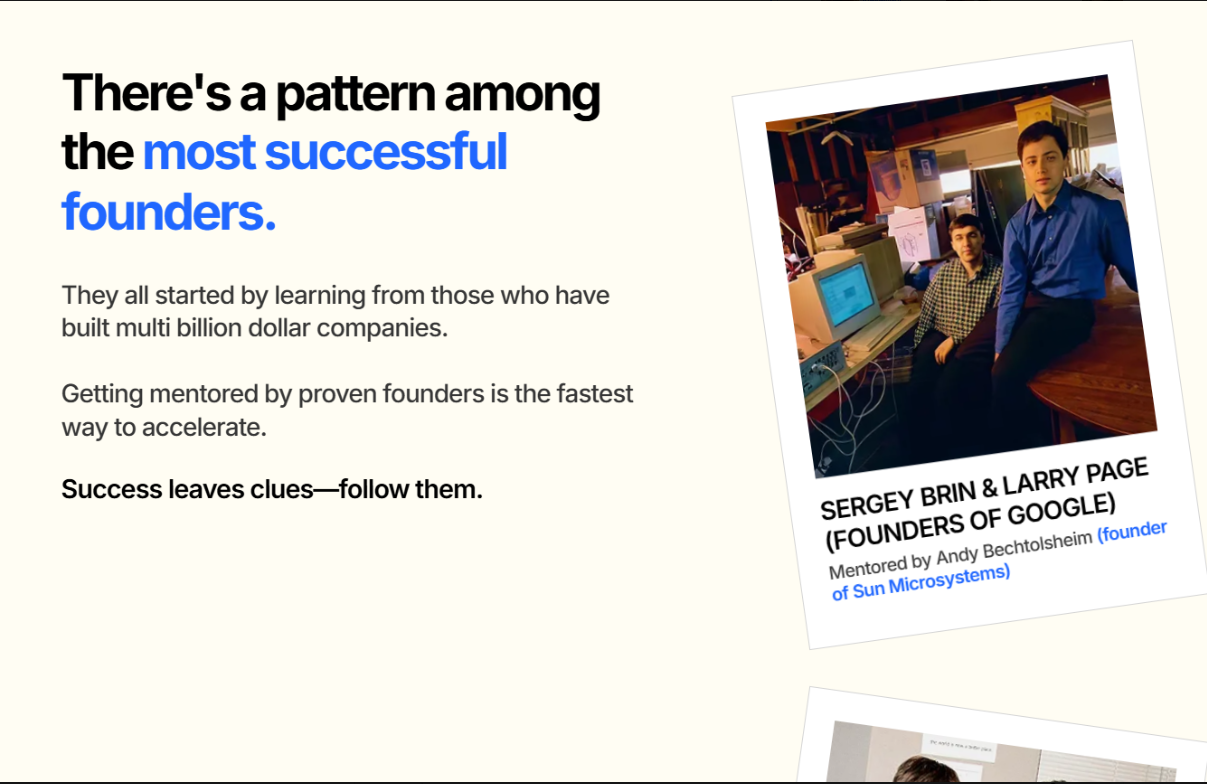 There's a pattern among
the most successful
founders.
They all started by learning from those who have
built multi billion dollar companies.
Getting mentored by proven founders is the fastest
way to accelerate.
Success leaves clues—follow them.
SERGEY BRIN & LARRY PAGE
(FOUNDERS OF GOOGLE)
Mentored by Andy Bechtolsheim (founder
of Sun Microsystems)